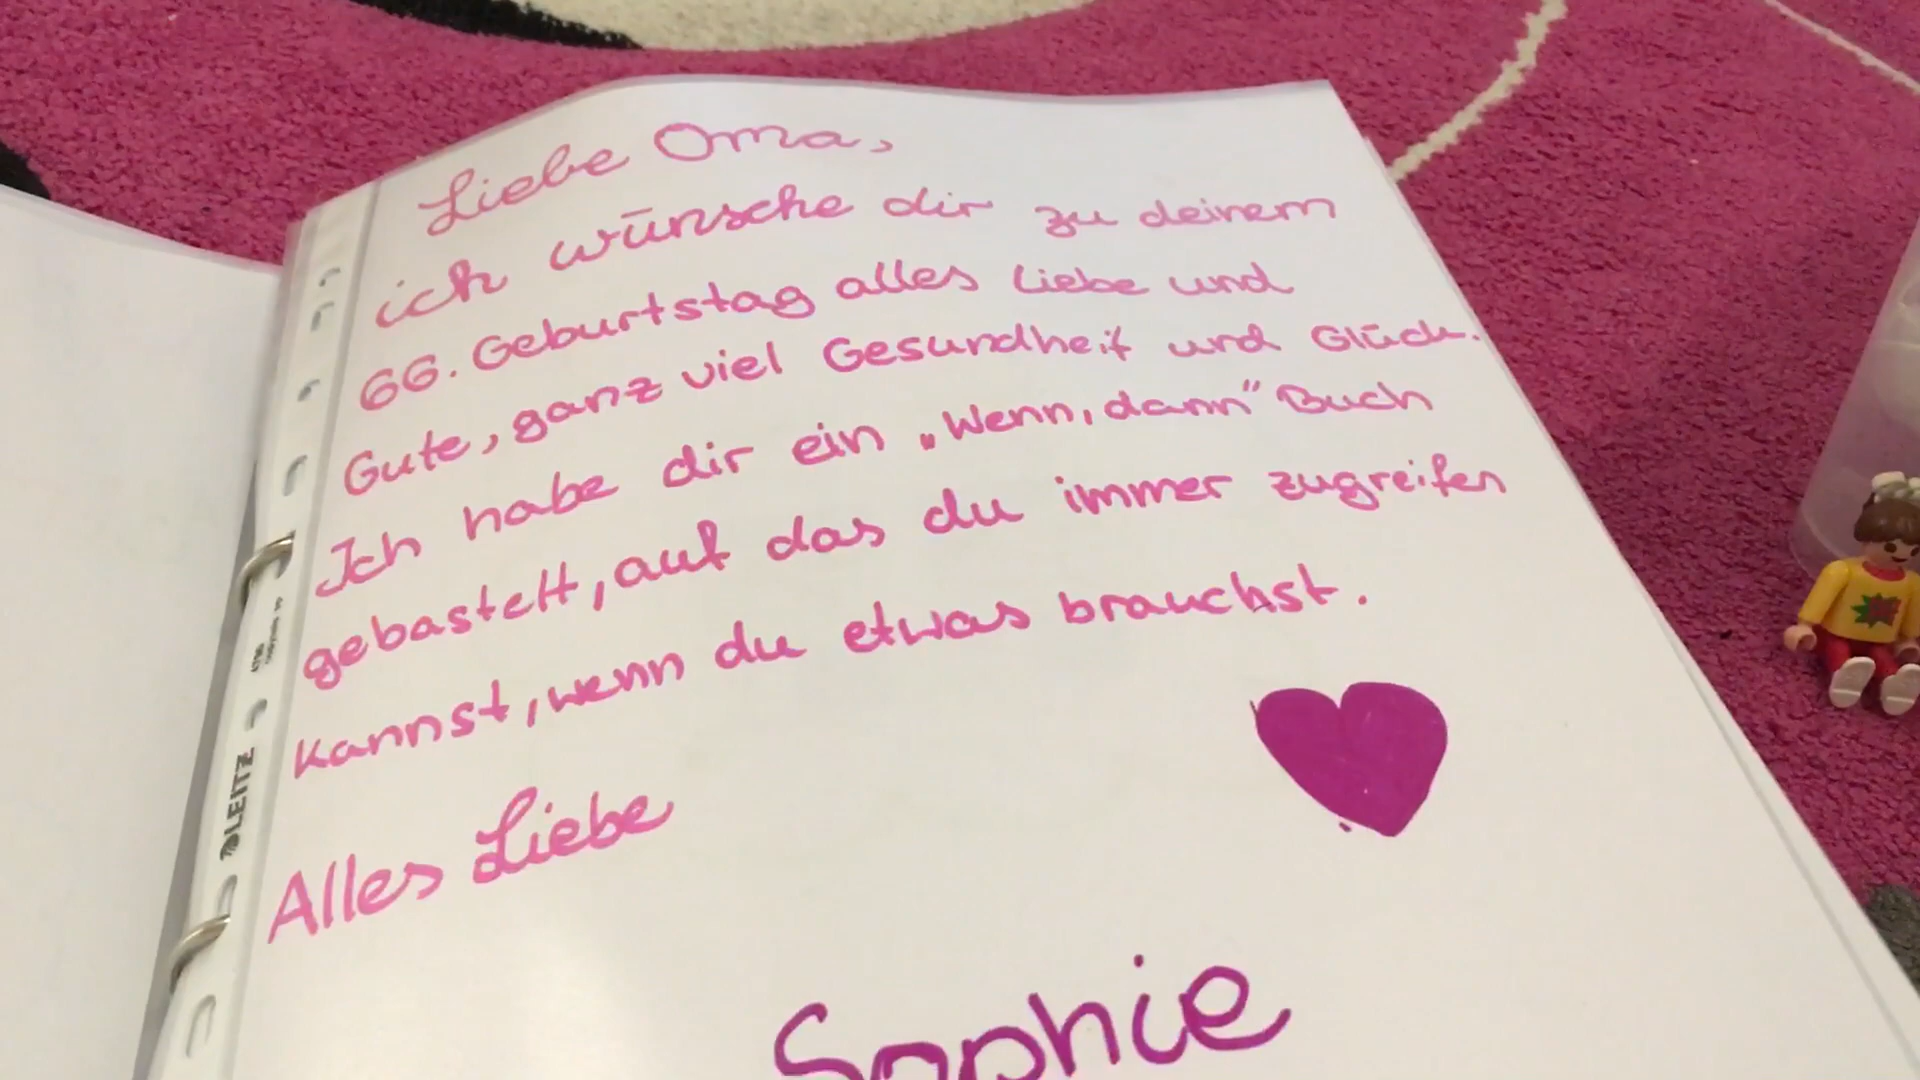 Liebe Oma,
ich wünsche dir zu deinem
66. Geburtstag alles Liebe und
Gute, ganz viel Gesundheit und Glück.
Ich habe dir ein „Wenn, dann" Buch
gebastelt, auf das du immer zugreifen
kannst, wenn du etwas brauchst.
Alles Liebe
Sophie
LEITZ